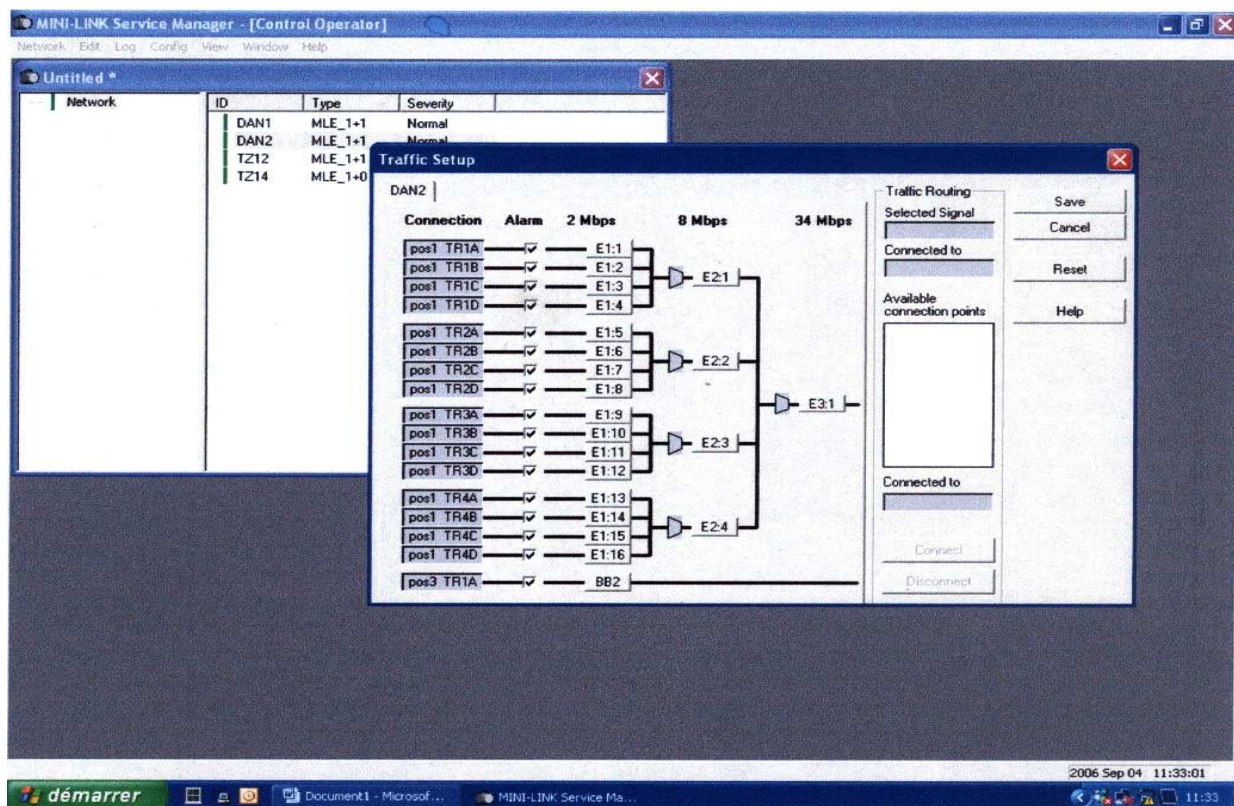 MINI-LINK Service Manager - [Control Operator]
Network Edit Log Config View Window Help
Untitled *
Network
ID Type Severity
DAN1 MLE_1+1 Normal
DAN2 MLE_1+1 Normal
TZ12 MLE_1+1
TZ14 MLE_1+0
Traffic Setup
DAN2
Connection Alarm 2 Mbps 8 Mbps 34 Mbps
pos1 TR1A E1:1
pos1 TR1B E1:2
E2:1
pos1 TR1C E1:3
pos1 TR1D E1:4
pos1 TR2A E1:5
pos1 TR2B E1:6
E2:2
pos1 TR2C E1:7
pos1 TR2D E1:8
E3:1
pos1 TR3A E1:9
pos1 TR3B E1:10
E2:3
pos1 TR3C E1:11
pos1 TR3D E1:12
pos1 TR4A E1:13
pos1 TR4B E1:14
E2:4
pos1 TR4C E1:15
pos1 TR4D E1:16
pos3 TR1A BB2
Traffic Routing
Selected Signal
Connected to
Available
connection points
Connected to
Connect
Disconnect
Save
Cancel
Reset
Help
2006 Sep 04 11:33:01
démarrer
Document1 - Microsof...
MINI-LINK Service Ma...
11:33